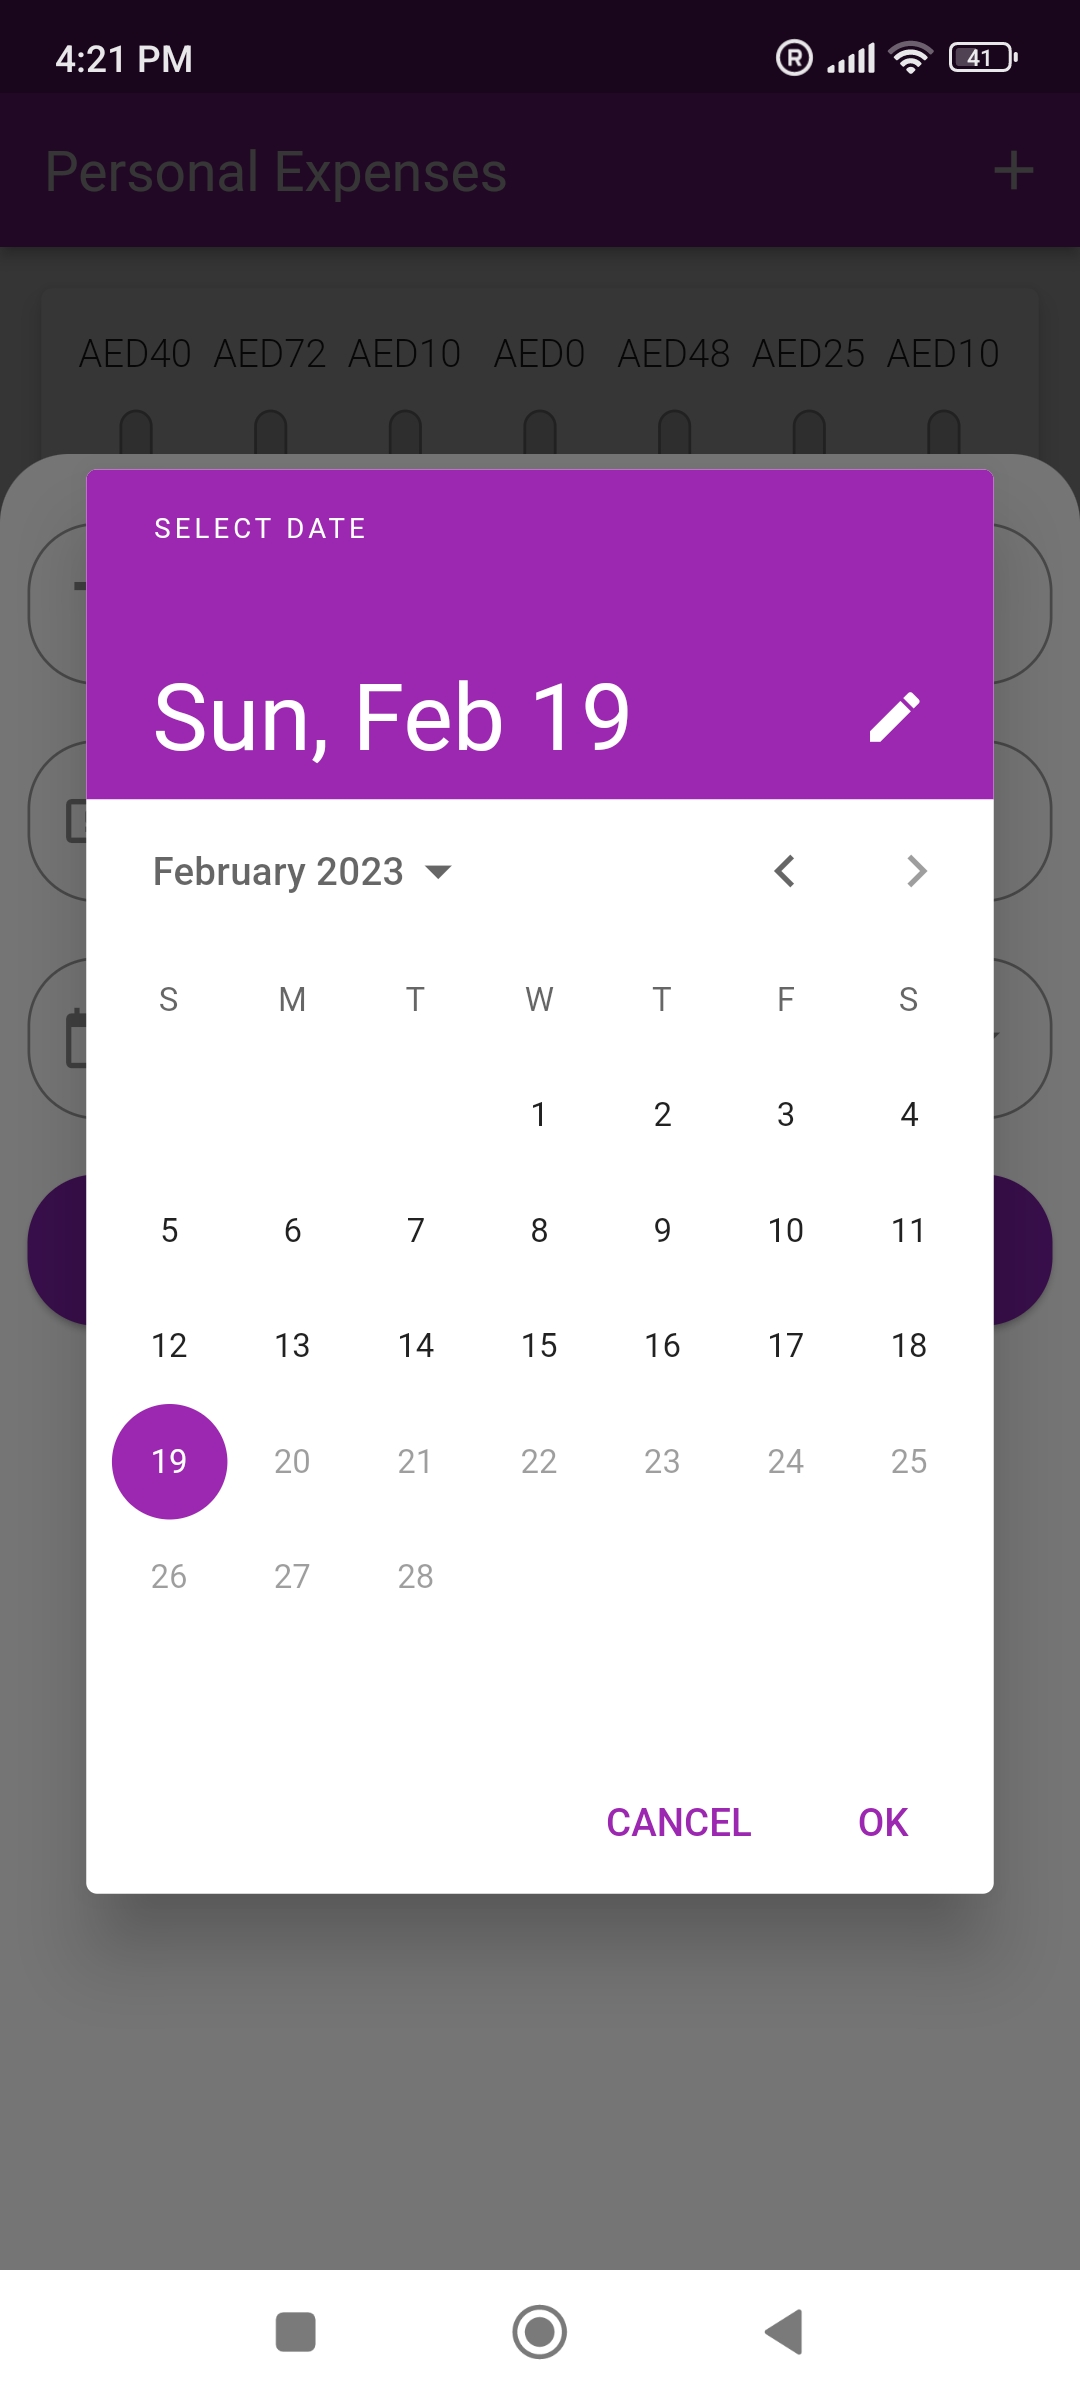 4:21 PM
R
41
Personal Expenses
AED40 AED72 AED10 AED0 AED48 AED25 AED10
SELECT DATE
Sun, Feb 19
February 2023
S M T W T F S
1 2 3 4
5 6 7 8 9 10 11
12 13 14 15 16 17 18
19 20 21 22 23 24 25
26 27 28
CANCEL OK